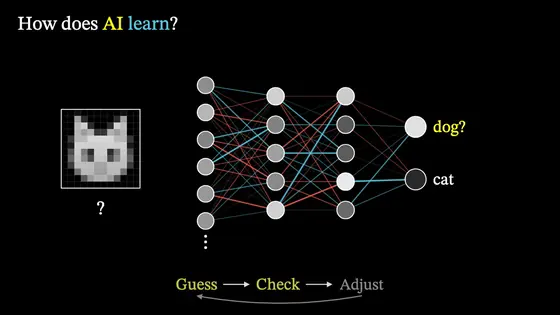 How does AI learn?
dog?
cat
?
Guess → Check → Adjust